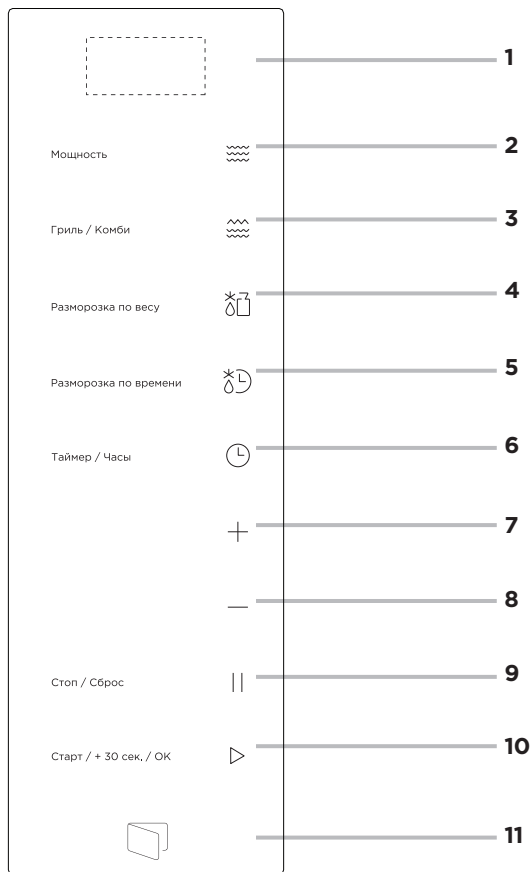 1
Мощность 2
Гриль / Комби 3
Разморозка по весу 4
Разморозка по времени 5
Таймер / Часы 6
7
8
Стоп / Сброс 9
Старт / + 30 сек, / ОК 10
11